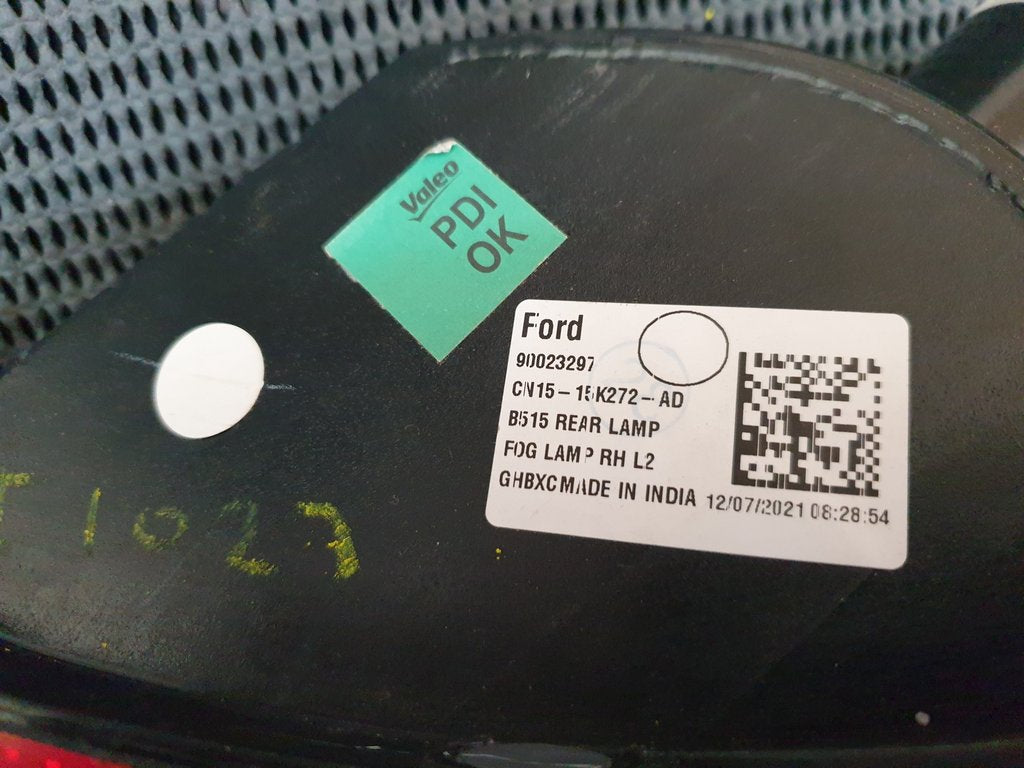 Valeo
PDI
OK
Ford
90023297
CN15-15K272-AD
B515 REAR LAMP
FOG LAMP RH L2
GHBXC MADE IN INDIA 12/07/2021 08:28:54